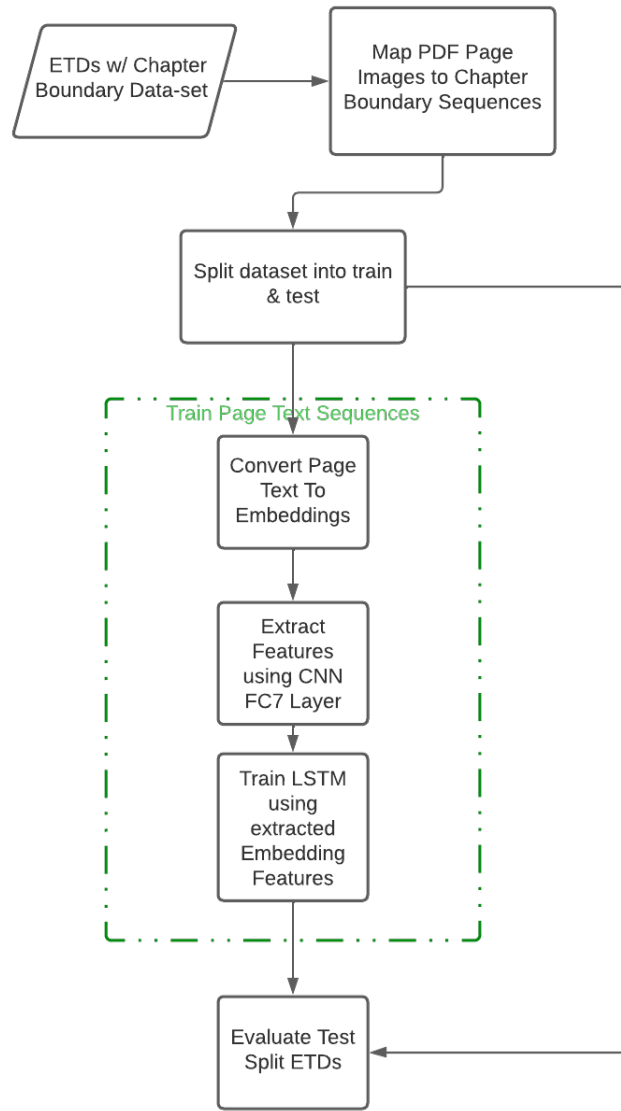 ETDs w/ Chapter
Boundary Data-set
Map PDF Page
Images to Chapter
Boundary Sequences
Split dataset into train
& test
Train Page Text Sequences
Convert Page
Text To
Embeddings
Extract
Features
using CNN
FC7 Layer
Train LSTM
using
extracted
Embedding
Features
Evaluate Test
Split ETDs